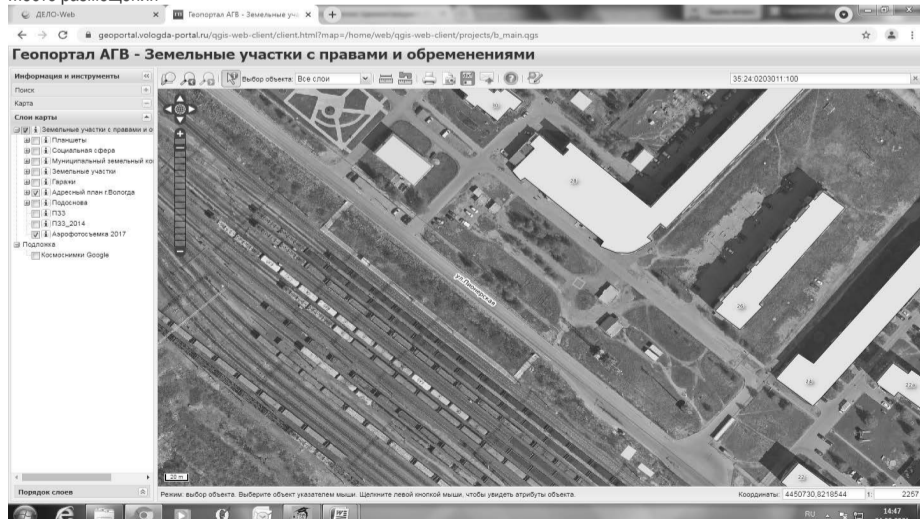 место размещения
ДЕЛО-Web
Геопортал АГВ - Земельные уч
geoportal.vologda-portal.ru/qgis-web-client/client.html?map=/home/web/qgis-web-client/projects/b_main.qgs
Геопортал АГВ - Земельные участки с правами и обременениями
Информация и инструменты
Выбор объекта: Все слои
35:24:0203011:100
Поиск
Карта
Слои карты
Земельные участки с правами и о
Планшеты
Социальная сфера
Муниципальный земельный ко
Земельные участки
Гаражи
Адресный план г.Вологда
Подоснова
ПЗЗ
ПЗЗ_2014
Аэрофотосъемка 2017
Подложка
Космоснимки Google
ул.Пионерская
20 m
Порядок слоев
Режим: выбор объекта. Выберите объект указателем мыши. Щелкните левой кнопкой мыши, чтобы увидеть атрибуты объекта.
Координаты: 4450730,8218544
1: 2257
RU
14:47